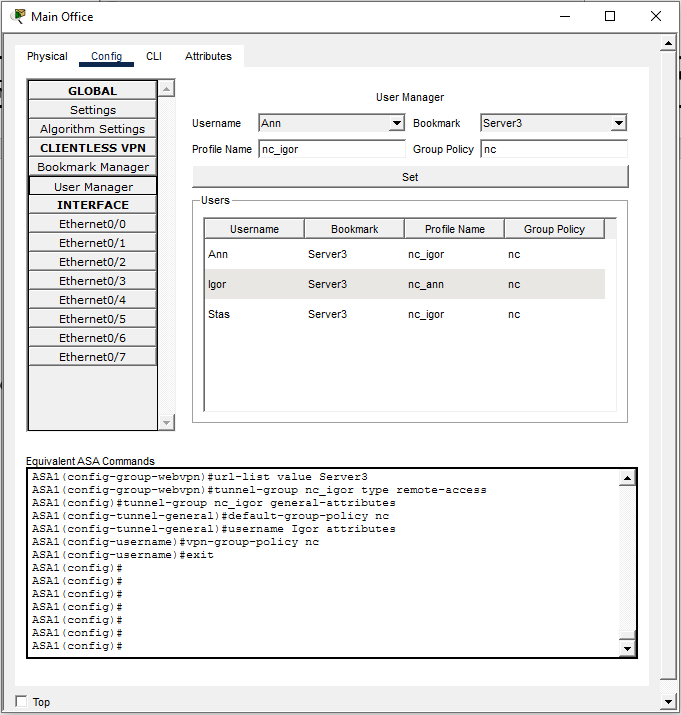 Main Office
Physical Config CLI Attributes
GLOBAL
Settings
Algorithm Settings
CLIENTLESS VPN
Bookmark Manager
User Manager
INTERFACE
Ethernet0/0
Ethernet0/1
Ethernet0/2
Ethernet0/3
Ethernet0/4
Ethernet0/5
Ethernet0/6
Ethernet0/7
User Manager
Username Ann Bookmark Server3
Profile Name nc_igor Group Policy nc
Set
Users
Username Bookmark Profile Name Group Policy
Ann Server3 nc_igor nc
Igor Server3 nc_ann nc
Stas Server3 nc_igor nc
Equivalent ASA Commands
ASA1(config-group-webvpn)#url-list value Server3
ASA1(config-group-webvpn)#tunnel-group nc_igor type remote-access
ASA1(config)#tunnel-group nc_igor general-attributes
ASA1(config-tunnel-general)#default-group-policy nc
ASA1(config-tunnel-general)#username Igor attributes
ASA1(config-username)#vpn-group-policy nc
ASA1(config-username)#exit
ASA1(config)#
ASA1(config)#
ASA1(config)#
ASA1(config)#
ASA1(config)#
ASA1(config)#
ASA1(config)#
Top